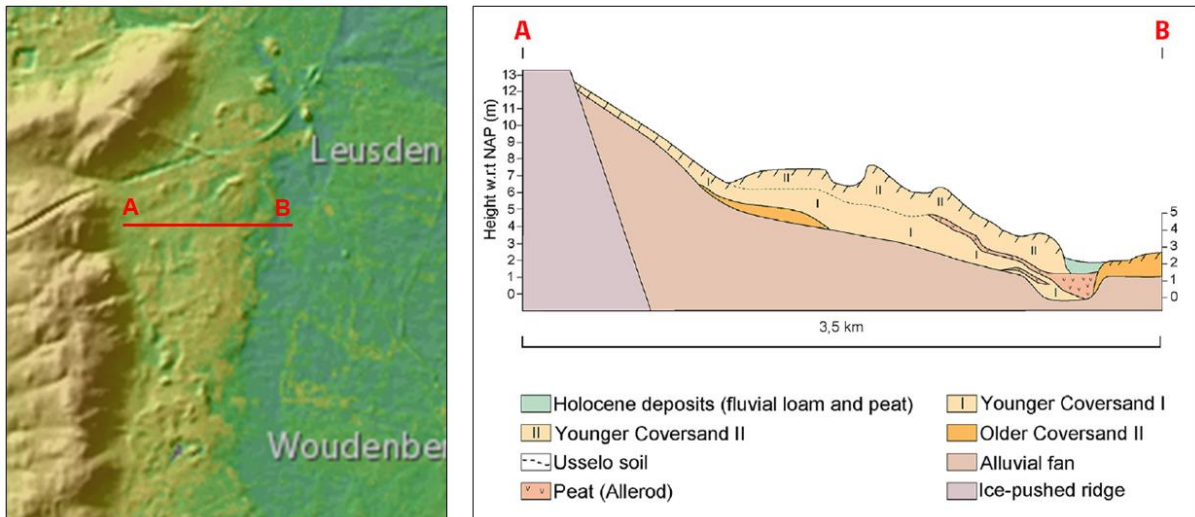 A
B
Leusden
Woudenber
A
B
Height w.r.t NAP (m)
13
12
11
10
9
8
7
6
5
4
3
2
1
0
5
4
3
2
1
0
I
II
II
II
II
I
I
I
I
3,5 km
Holocene deposits (fluvial loam and peat)
II Younger Coversand II
Usselo soil
Peat (Allerod)
I Younger Coversand I
Older Coversand II
Alluvial fan
Ice-pushed ridge